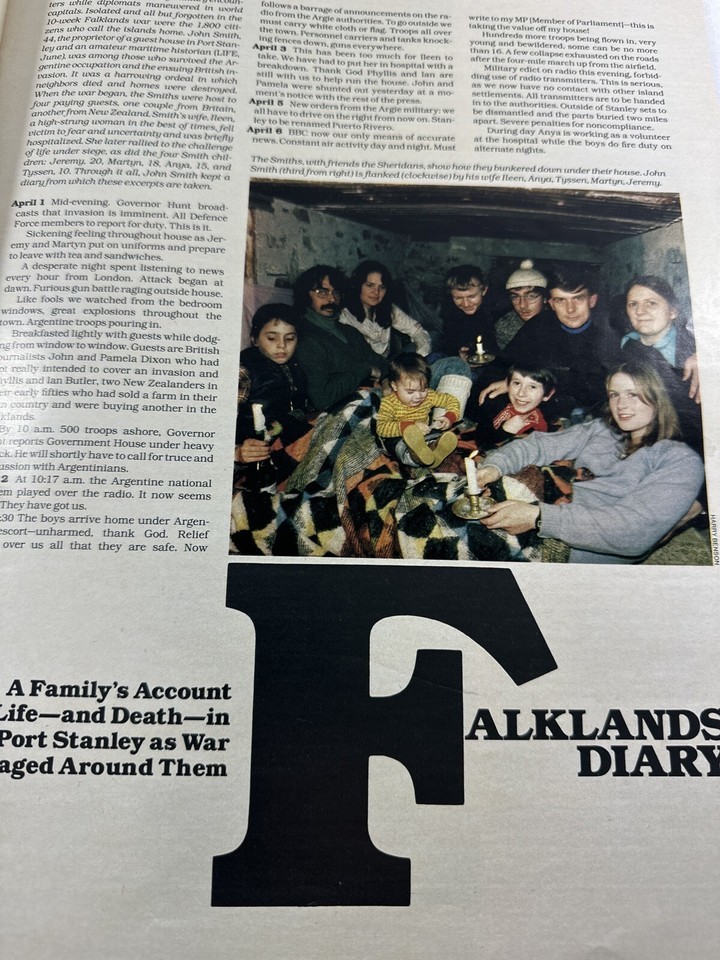 ters while diplomats maneuvered in world
capitals. Isolated and all but forgotten in the
10-week Falklands war were the 1,800 citi-
zens who call the islands home. John Smith,
44, the proprietor of a guest house in Port Stan-
ley and an amateur military historian (LIFE,
June), was among those who survived the Ar-
gentine occupation and the ensuing British in-
vasion. It was a harrowing ordeal in which
neighbors died and homes were destroyed.
When the war began, the Smiths were host to
four paying guests, one couple from Britain,
another from New Zealand. Smith's wife, Ileen,
a high-strung woman in the best of times, fell
victim to fear and uncertainty and was briefly
hospitalized. She later rallied to the challenge
of life under siege, as did the four Smith chil-
dren: Jeremy, 20, Martyn, 18, Anya, 15, and
Tyssen, 10. Through it all, John Smith kept a
diary from which these excerpts are taken.
April 1 Mid-evening. Governor Hunt broad-
casts that invasion is imminent. All Defence
Force members to report for duty. This is it.
Sickening feeling throughout house as Jer-
emy and Martyn put on uniforms and prepare
to leave with tea and sandwiches.
A desperate night spent listening to news
every hour from London. Attack began at
dawn. Furious gun battle raging outside house.
Like fools we watched from the bedroom
windows, great explosions throughout the
town. Argentine troops pouring in.
Breakfasted lightly with guests while dodg-
ng from window to window. Guests are British
ournalists John and Pamela Dixon who had
ot really intended to cover an invasion and
hyllis and Ian Butler, two New Zealanders in
eir early fifties who had sold a farm in their
n country and were buying another in the
klands.
By 10 a.m. 500 troops ashore, Governor
t reports Government House under heavy
ck. He will shortly have to call for truce and
ussion with Argentinians.
2 At 10:17 a.m. the Argentine national
em played over the radio. It now seems
They have got us.
:30 The boys arrive home under Argen-
escort—unharmed, thank God. Relief
over us all that they are safe. Now
follows a barrage of announcements on the ra-
dio from the Argie authorities. To go outside we
must carry white cloth or flag. Troops all over
the town. Personnel carriers and tanks knock-
ing fences down, guns everywhere.
April 3 This has been too much for Ileen to
take. We have had to put her in hospital with a
breakdown. Thank God Phyllis and Ian are
still with us to help run the house. John and
Pamela were shunted out yesterday at a mo-
ment's notice with the rest of the press.
April 5 New orders from the Argie military: we
all have to drive on the right from now on. Stan-
ley to be renamed Puerto Rivero.
April 6 BBC now our only means of accurate
news. Constant air activity day and night. Must
write to my MP [Member of Parliament]—this is
taking the value off my house!
Hundreds more troops being flown in, very
young and bewildered, some can be no more
than 16. A few collapse exhausted on the roads
after the four-mile march up from the airfield.
Military edict on radio this evening, forbid-
ding use of radio transmitters. This is serious,
as we now have no contact with other island
settlements. All transmitters are to be handed
in to the authorities. Outside of Stanley sets to
be dismantled and the parts buried two miles
apart. Severe penalties for noncompliance.
During day Anya is working as a volunteer
at the hospital while the boys do fire duty on
alternate nights.
The Smiths, with friends the Sheridans, show how they bunkered down under their house. John
Smith (third from right) is flanked (clockwise) by his wife Ileen, Anya, Tyssen, Martyn, Jeremy.
HARRY BENSON
A Family's Account
Life—and Death—in
Port Stanley as War
aged Around Them
FALKLANDS
DIARY